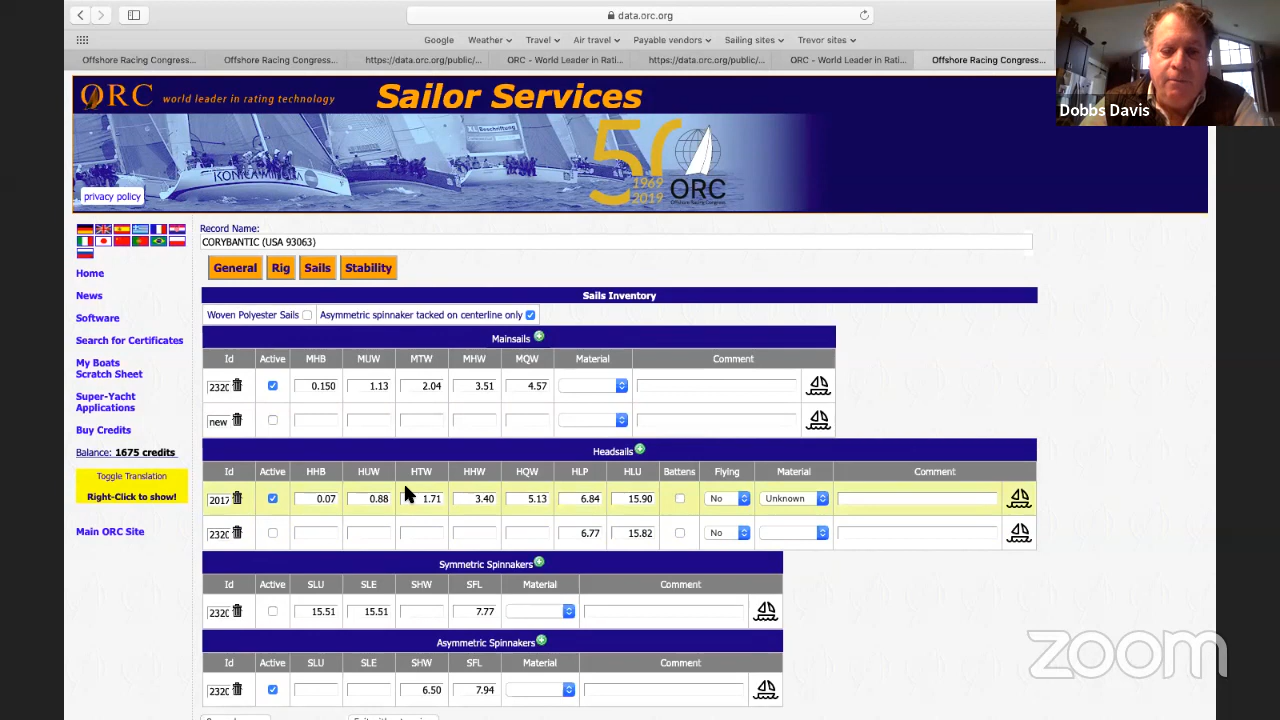 data.orc.org
Google Weather Travel Air travel Payable vendors Sailing sites Trevor sites
Offshore Racing Congress... Offshore Racing Congress... https://data.orc.org/public/... ORC - World Leader in Rati... https://data.orc.org/public/... ORC - World Leader in Rati... Offshore Racing Congress...
Dobbs Davis
ORC world leader in rating technology Sailor Services
50
1969
2019 ORC
Offshore Racing Congress
privacy policy
Record Name:
CORYBANTIC (USA 93063)
General Rig Sails Stability
Home
News
Software
Search for Certificates
My Boats
Scratch Sheet
Super-Yacht
Applications
Buy Credits
Balance: 1675 credits
Toggle Translation
Right-Click to show!
Main ORC Site
Sails Inventory
Woven Polyester Sails Asymmetric spinnaker tacked on centerline only
Mainsails
Id Active MHB MUW MTW MHW MQW Material Comment
2320 0.150 1.13 2.04 3.51 4.57
new
Headsails
Id Active HHB HUW HTW HHW HQW HLP HLU Battens Flying Material Comment
2017 0.07 0.88 1.71 3.40 5.13 6.84 15.90 No Unknown
2320 6.77 15.82 No
Symmetric Spinnakers
Id Active SLU SLE SHW SFL Material Comment
2320 15.51 15.51 7.77
Asymmetric Spinnakers
Id Active SLU SLE SHW SFL Material Comment
2320 6.50 7.94
zoom